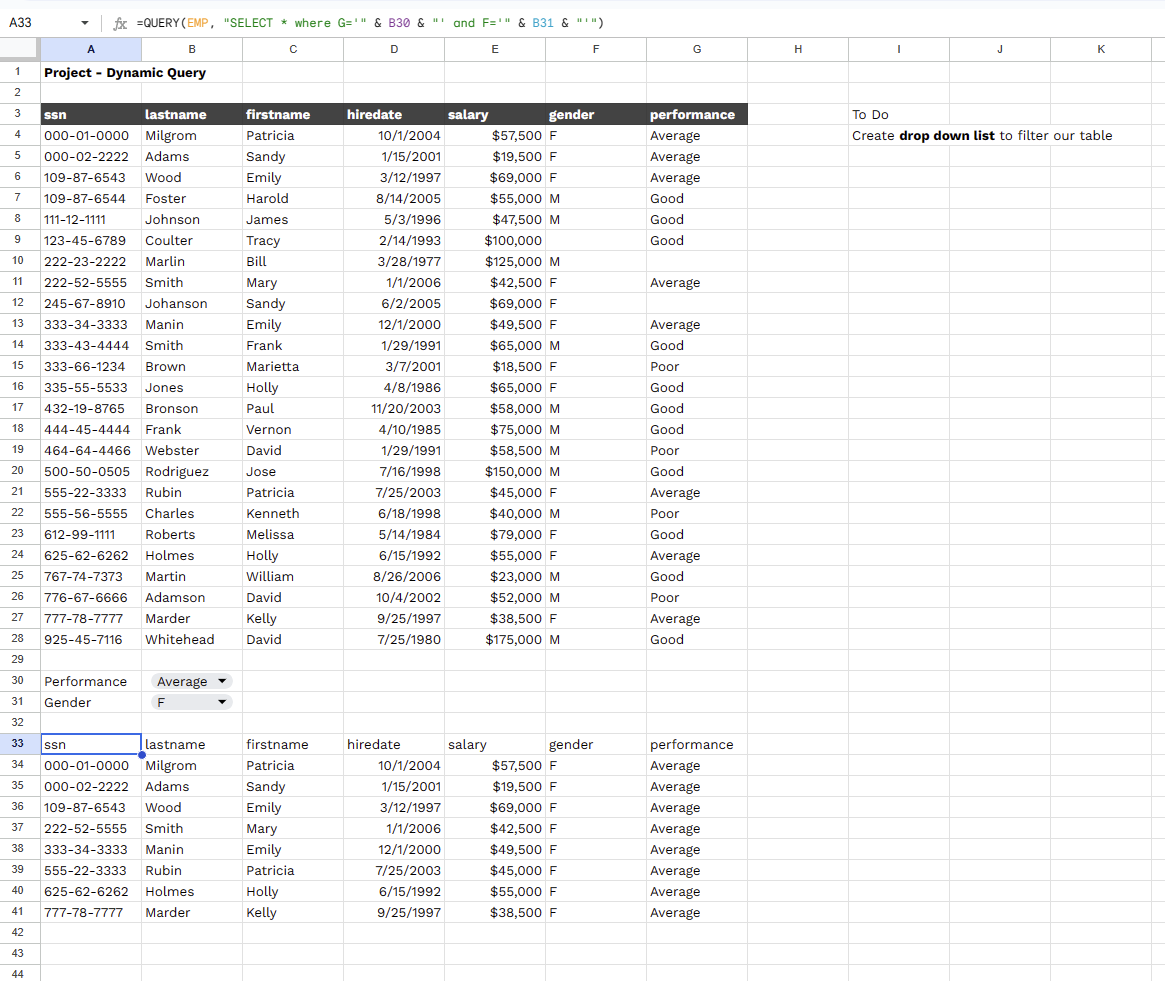 A33 fx =QUERY(EMP, "SELECT * where G='" & B30 & "' and F='" & B31 & "'")
A B C D E F G H I J K
1 Project - Dynamic Query
2
3 ssn lastname firstname hiredate salary gender performance To Do
4 000-01-0000 Milgrom Patricia 10/1/2004 $57,500 F Average Create drop down list to filter our table
5 000-02-2222 Adams Sandy 1/15/2001 $19,500 F Average
6 109-87-6543 Wood Emily 3/12/1997 $69,000 F Average
7 109-87-6544 Foster Harold 8/14/2005 $55,000 M Good
8 111-12-1111 Johnson James 5/3/1996 $47,500 M Good
9 123-45-6789 Coulter Tracy 2/14/1993 $100,000 Good
10 222-23-2222 Marlin Bill 3/28/1977 $125,000 M
11 222-52-5555 Smith Mary 1/1/2006 $42,500 F Average
12 245-67-8910 Johanson Sandy 6/2/2005 $69,000 F
13 333-34-3333 Manin Emily 12/1/2000 $49,500 F Average
14 333-43-4444 Smith Frank 1/29/1991 $65,000 M Good
15 333-66-1234 Brown Marietta 3/7/2001 $18,500 F Poor
16 335-55-5533 Jones Holly 4/8/1986 $65,000 F Good
17 432-19-8765 Bronson Paul 11/20/2003 $58,000 M Good
18 444-45-4444 Frank Vernon 4/10/1985 $75,000 M Good
19 464-64-4466 Webster David 1/29/1991 $58,500 M Poor
20 500-50-0505 Rodriguez Jose 7/16/1998 $150,000 M Good
21 555-22-3333 Rubin Patricia 7/25/2003 $45,000 F Average
22 555-56-5555 Charles Kenneth 6/18/1998 $40,000 M Poor
23 612-99-1111 Roberts Melissa 5/14/1984 $79,000 F Good
24 625-62-6262 Holmes Holly 6/15/1992 $55,000 F Average
25 767-74-7373 Martin William 8/26/2006 $23,000 M Good
26 776-67-6666 Adamson David 10/4/2002 $52,000 M Poor
27 777-78-7777 Marder Kelly 9/25/1997 $38,500 F Average
28 925-45-7116 Whitehead David 7/25/1980 $175,000 M Good
29
30 Performance Average
31 Gender F
32
33 ssn lastname firstname hiredate salary gender performance
34 000-01-0000 Milgrom Patricia 10/1/2004 $57,500 F Average
35 000-02-2222 Adams Sandy 1/15/2001 $19,500 F Average
36 109-87-6543 Wood Emily 3/12/1997 $69,000 F Average
37 222-52-5555 Smith Mary 1/1/2006 $42,500 F Average
38 333-34-3333 Manin Emily 12/1/2000 $49,500 F Average
39 555-22-3333 Rubin Patricia 7/25/2003 $45,000 F Average
40 625-62-6262 Holmes Holly 6/15/1992 $55,000 F Average
41 777-78-7777 Marder Kelly 9/25/1997 $38,500 F Average
42
43
44